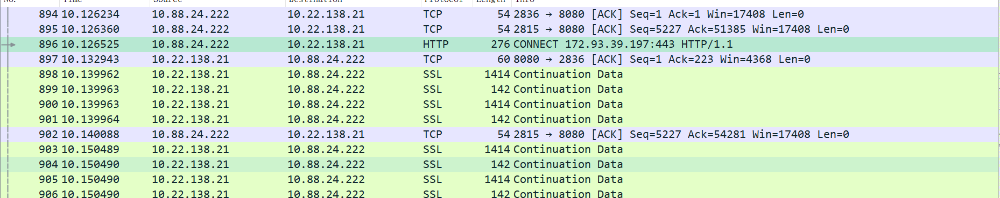 No. Time Source Destination Protocol Length Info
894 10.126234 10.88.24.222 10.22.138.21 TCP 54 2836 → 8080 [ACK] Seq=1 Ack=1 Win=17408 Len=0
895 10.126360 10.88.24.222 10.22.138.21 TCP 54 2815 → 8080 [ACK] Seq=5227 Ack=51385 Win=17408 Len=0
896 10.126525 10.88.24.222 10.22.138.21 HTTP 276 CONNECT 172.93.39.197:443 HTTP/1.1
897 10.132943 10.22.138.21 10.88.24.222 TCP 60 8080 → 2836 [ACK] Seq=1 Ack=223 Win=4368 Len=0
898 10.139962 10.22.138.21 10.88.24.222 SSL 1414 Continuation Data
899 10.139963 10.22.138.21 10.88.24.222 SSL 142 Continuation Data
900 10.139963 10.22.138.21 10.88.24.222 SSL 1414 Continuation Data
901 10.139964 10.22.138.21 10.88.24.222 SSL 142 Continuation Data
902 10.140088 10.88.24.222 10.22.138.21 TCP 54 2815 → 8080 [ACK] Seq=5227 Ack=54281 Win=17408 Len=0
903 10.150489 10.22.138.21 10.88.24.222 SSL 1414 Continuation Data
904 10.150490 10.22.138.21 10.88.24.222 SSL 142 Continuation Data
905 10.150490 10.22.138.21 10.88.24.222 SSL 1414 Continuation Data
906 10.150490 10.22.138.21 10.88.24.222 SSL 142 Continuation Data